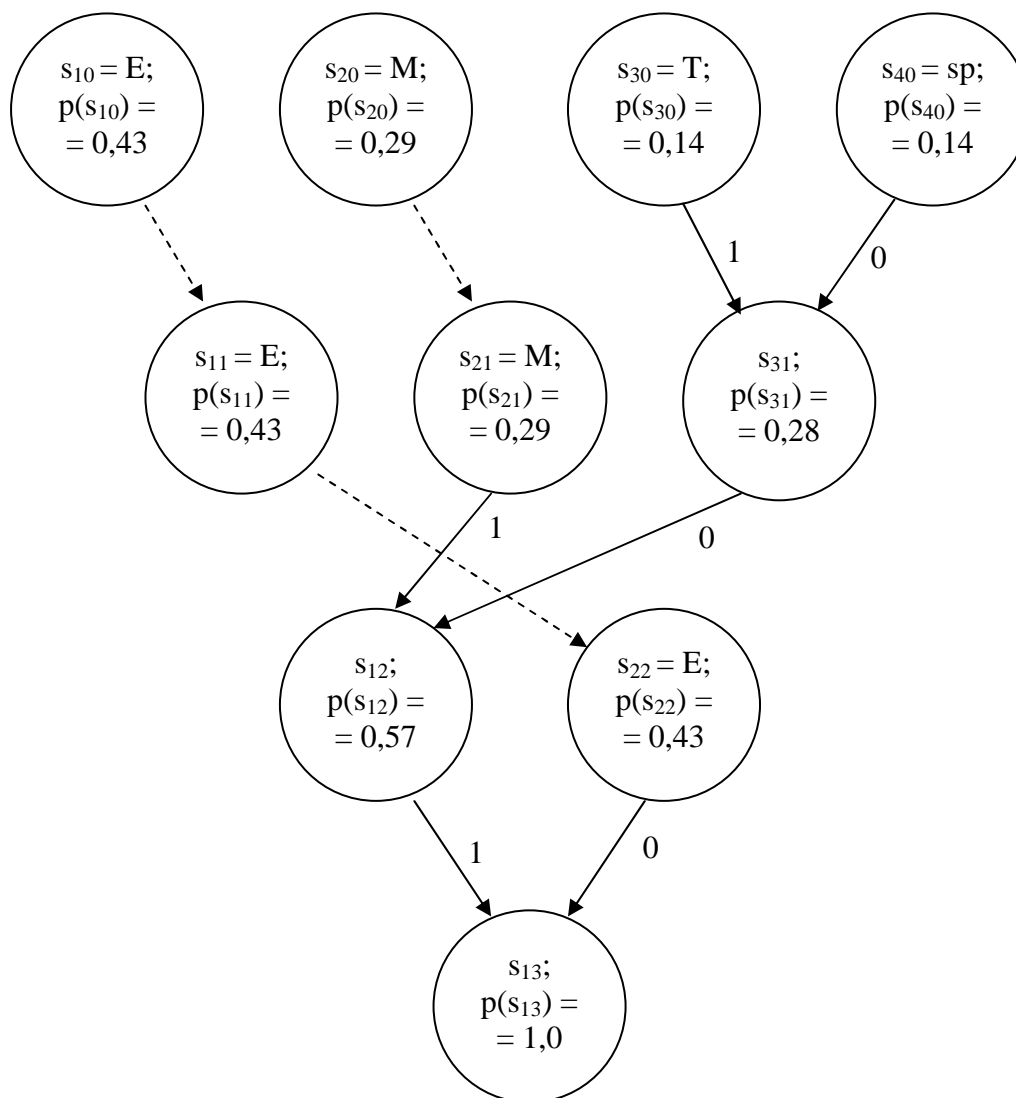 s₁₀ = E;
p(s₁₀) =
= 0,43
s₂₀ = M;
p(s₂₀) =
= 0,29
s₃₀ = T;
p(s₃₀) =
= 0,14
s₄₀ = sp;
p(s₄₀) =
= 0,14
1
0
s₁₁ = E;
p(s₁₁) =
= 0,43
s₂₁ = M;
p(s₂₁) =
= 0,29
s₃₁;
p(s₃₁) =
= 0,28
1
0
s₁₂;
p(s₁₂) =
= 0,57
s₂₂ = E;
p(s₂₂) =
= 0,43
1
0
s₁₃;
p(s₁₃) =
= 1,0